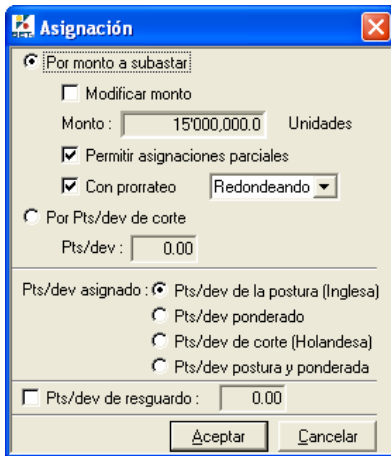 Asignación
Por monto a subastar
Modificar monto
Monto : 15'000,000.0 Unidades
Permitir asignaciones parciales
Con prorrateo Redondeando
Por Pts/dev de corte
Pts/dev : 0.00
Pts/dev asignado : Pts/dev de la postura (Inglesa)
Pts/dev ponderado
Pts/dev de corte (Holandesa)
Pts/dev postura y ponderada
Pts/dev de resguardo : 0.00
Aceptar Cancelar